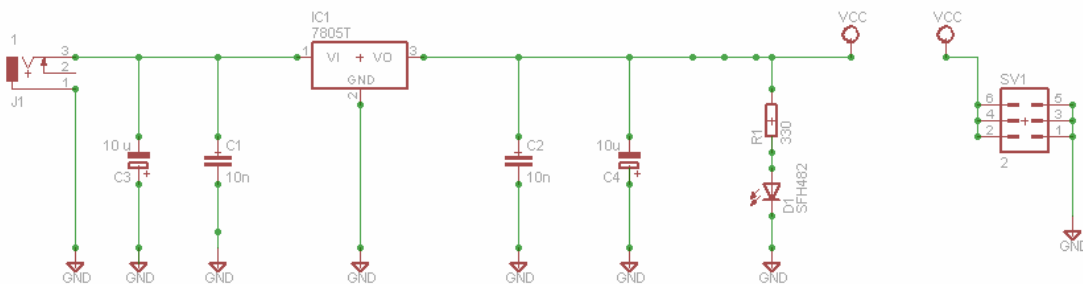 1
J1
3
2
1
10 u
C3
+
GND
GND
+
C1
10n
GND
IC1
7805T
1
VI + VO
3
GND
2
GND
+
C2
10n
GND
10u
C4
+
GND
R1
330
D1
SFH482
GND
VCC
VCC
SV1
6
4
2
+
5
3
1
2
GND